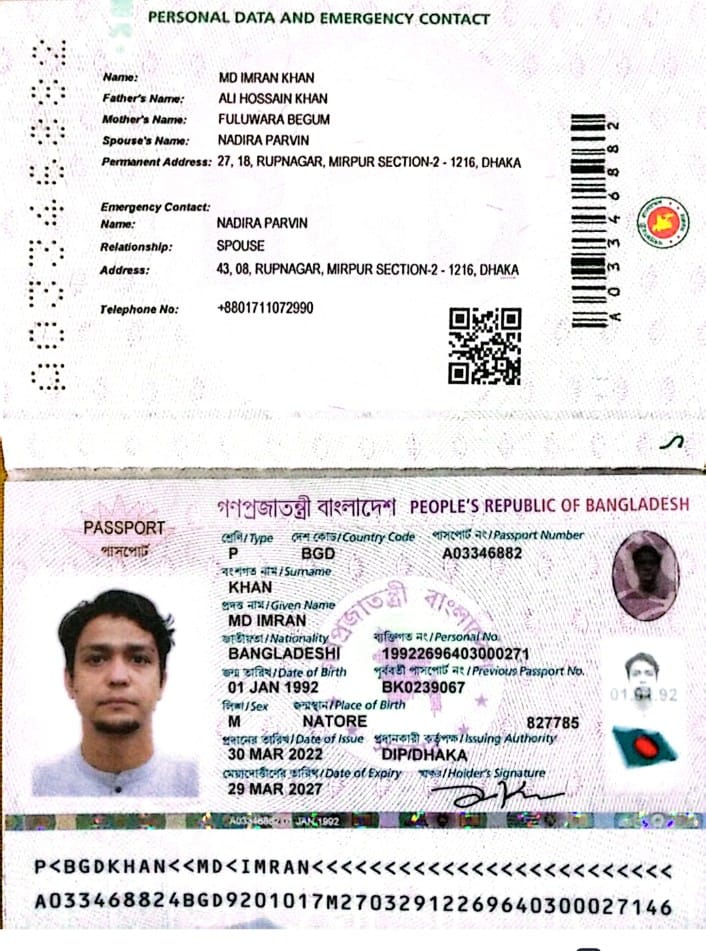 PERSONAL DATA AND EMERGENCY CONTACT
Name: MD IMRAN KHAN
Father's Name: ALI HOSSAIN KHAN
Mother's Name: FULUWARA BEGUM
Spouse's Name: NADIRA PARVIN
Permanent Address: 27, 18, RUPNAGAR, MIRPUR SECTION-2 - 1216, DHAKA
Emergency Contact:
Name: NADIRA PARVIN
Relationship: SPOUSE
Address: 43, 08, RUPNAGAR, MIRPUR SECTION-2 - 1216, DHAKA
Telephone No: +8801711072990
A03346882
A03346882
গণপ্রজাতন্ত্রী বাংলাদেশ PEOPLE'S REPUBLIC OF BANGLADESH
PASSPORT
পাসপোর্ট
শ্রেণি/Type দেশ কোড/Country Code পাসপোর্ট নং/Passport Number
P BGD A03346882
বংশগত নাম/Surname
KHAN
প্রদত্ত নাম/Given Name
MD IMRAN
জাতীয়তা/Nationality ব্যক্তিগত নং/Personal No.
BANGLADESHI 19922696403000271
জন্ম তারিখ/Date of Birth পূর্ববর্তী পাসপোর্ট নং/Previous Passport No.
01 JAN 1992 BK0239067
লিঙ্গ/Sex জন্মস্থান/Place of Birth
M NATORE 827785
প্রদানের তারিখ/Date of Issue প্রদানকারী কর্তৃপক্ষ/Issuing Authority
30 MAR 2022 DIP/DHAKA
মেয়াদোত্তীর্ণের তারিখ/Date of Expiry স্বাক্ষর/Holder's Signature
29 MAR 2027
01.01.92
A03346882 01 JAN 1992
P<BGDKHAN<<MD<IMRAN<<<<<<<<<<<<<<<<<<<<<<<<<
A033468824BGD9201017M270329122696403000271​46